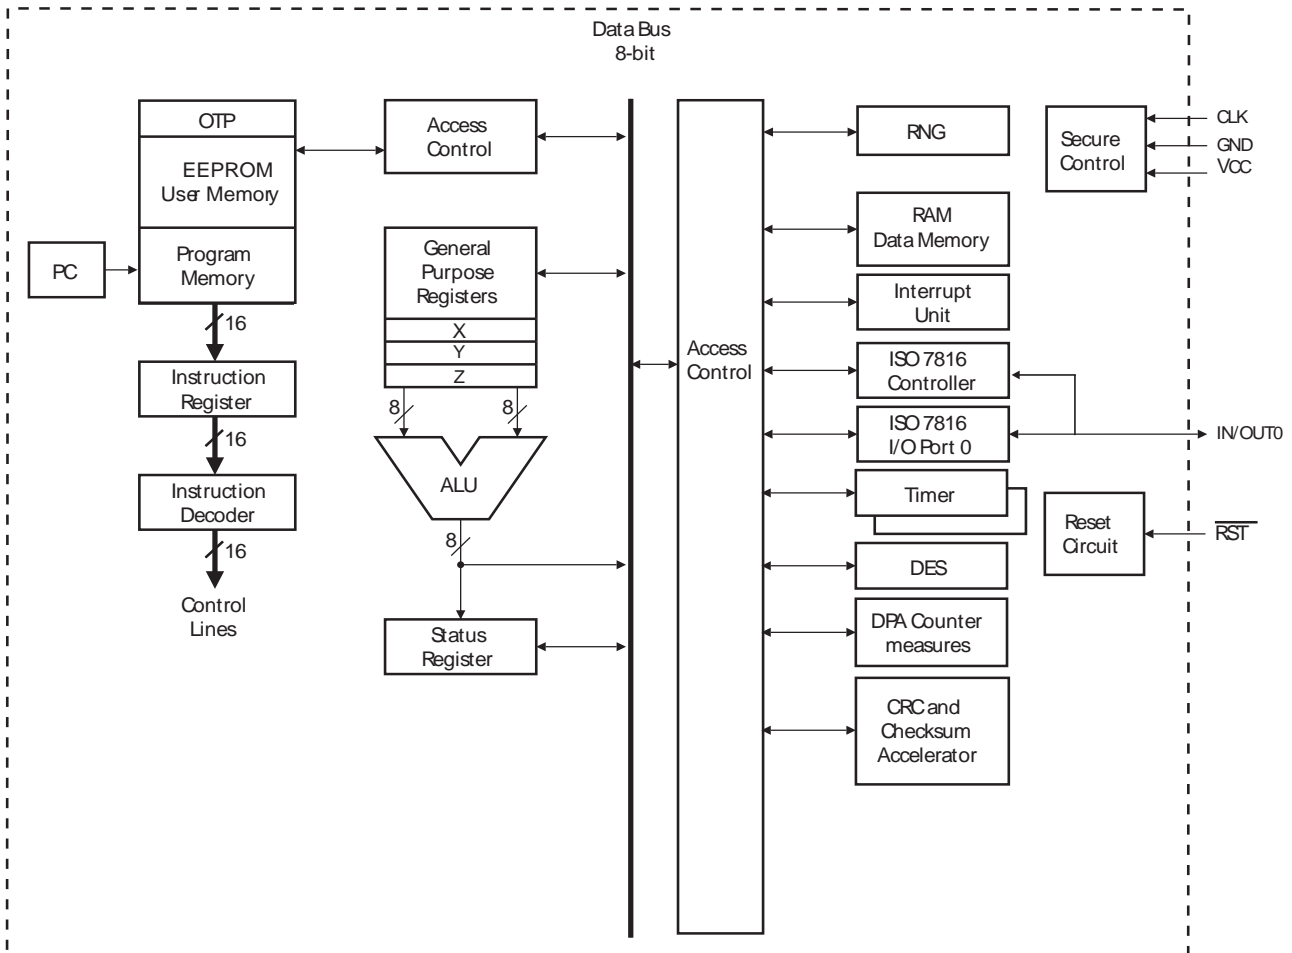 Data Bus
8-bit
OTP
EEPROM
User Memory
Program
Memory
PC
16
Instruction
Register
16
Instruction
Decoder
16
Control
Lines
Access
Control
General
Purpose
Registers
X
Y
Z
8
8
ALU
8
Status
Register
Access
Control
RNG
RAM
Data Memory
Interrupt
Unit
ISO 7816
Controller
ISO 7816
I/O Port 0
Timer
DES
DPA Counter
measures
CRC and
Checksum
Accelerator
Secure
Control
CLK
GND
VCC
IN/OUT0
Reset
Circuit
RST